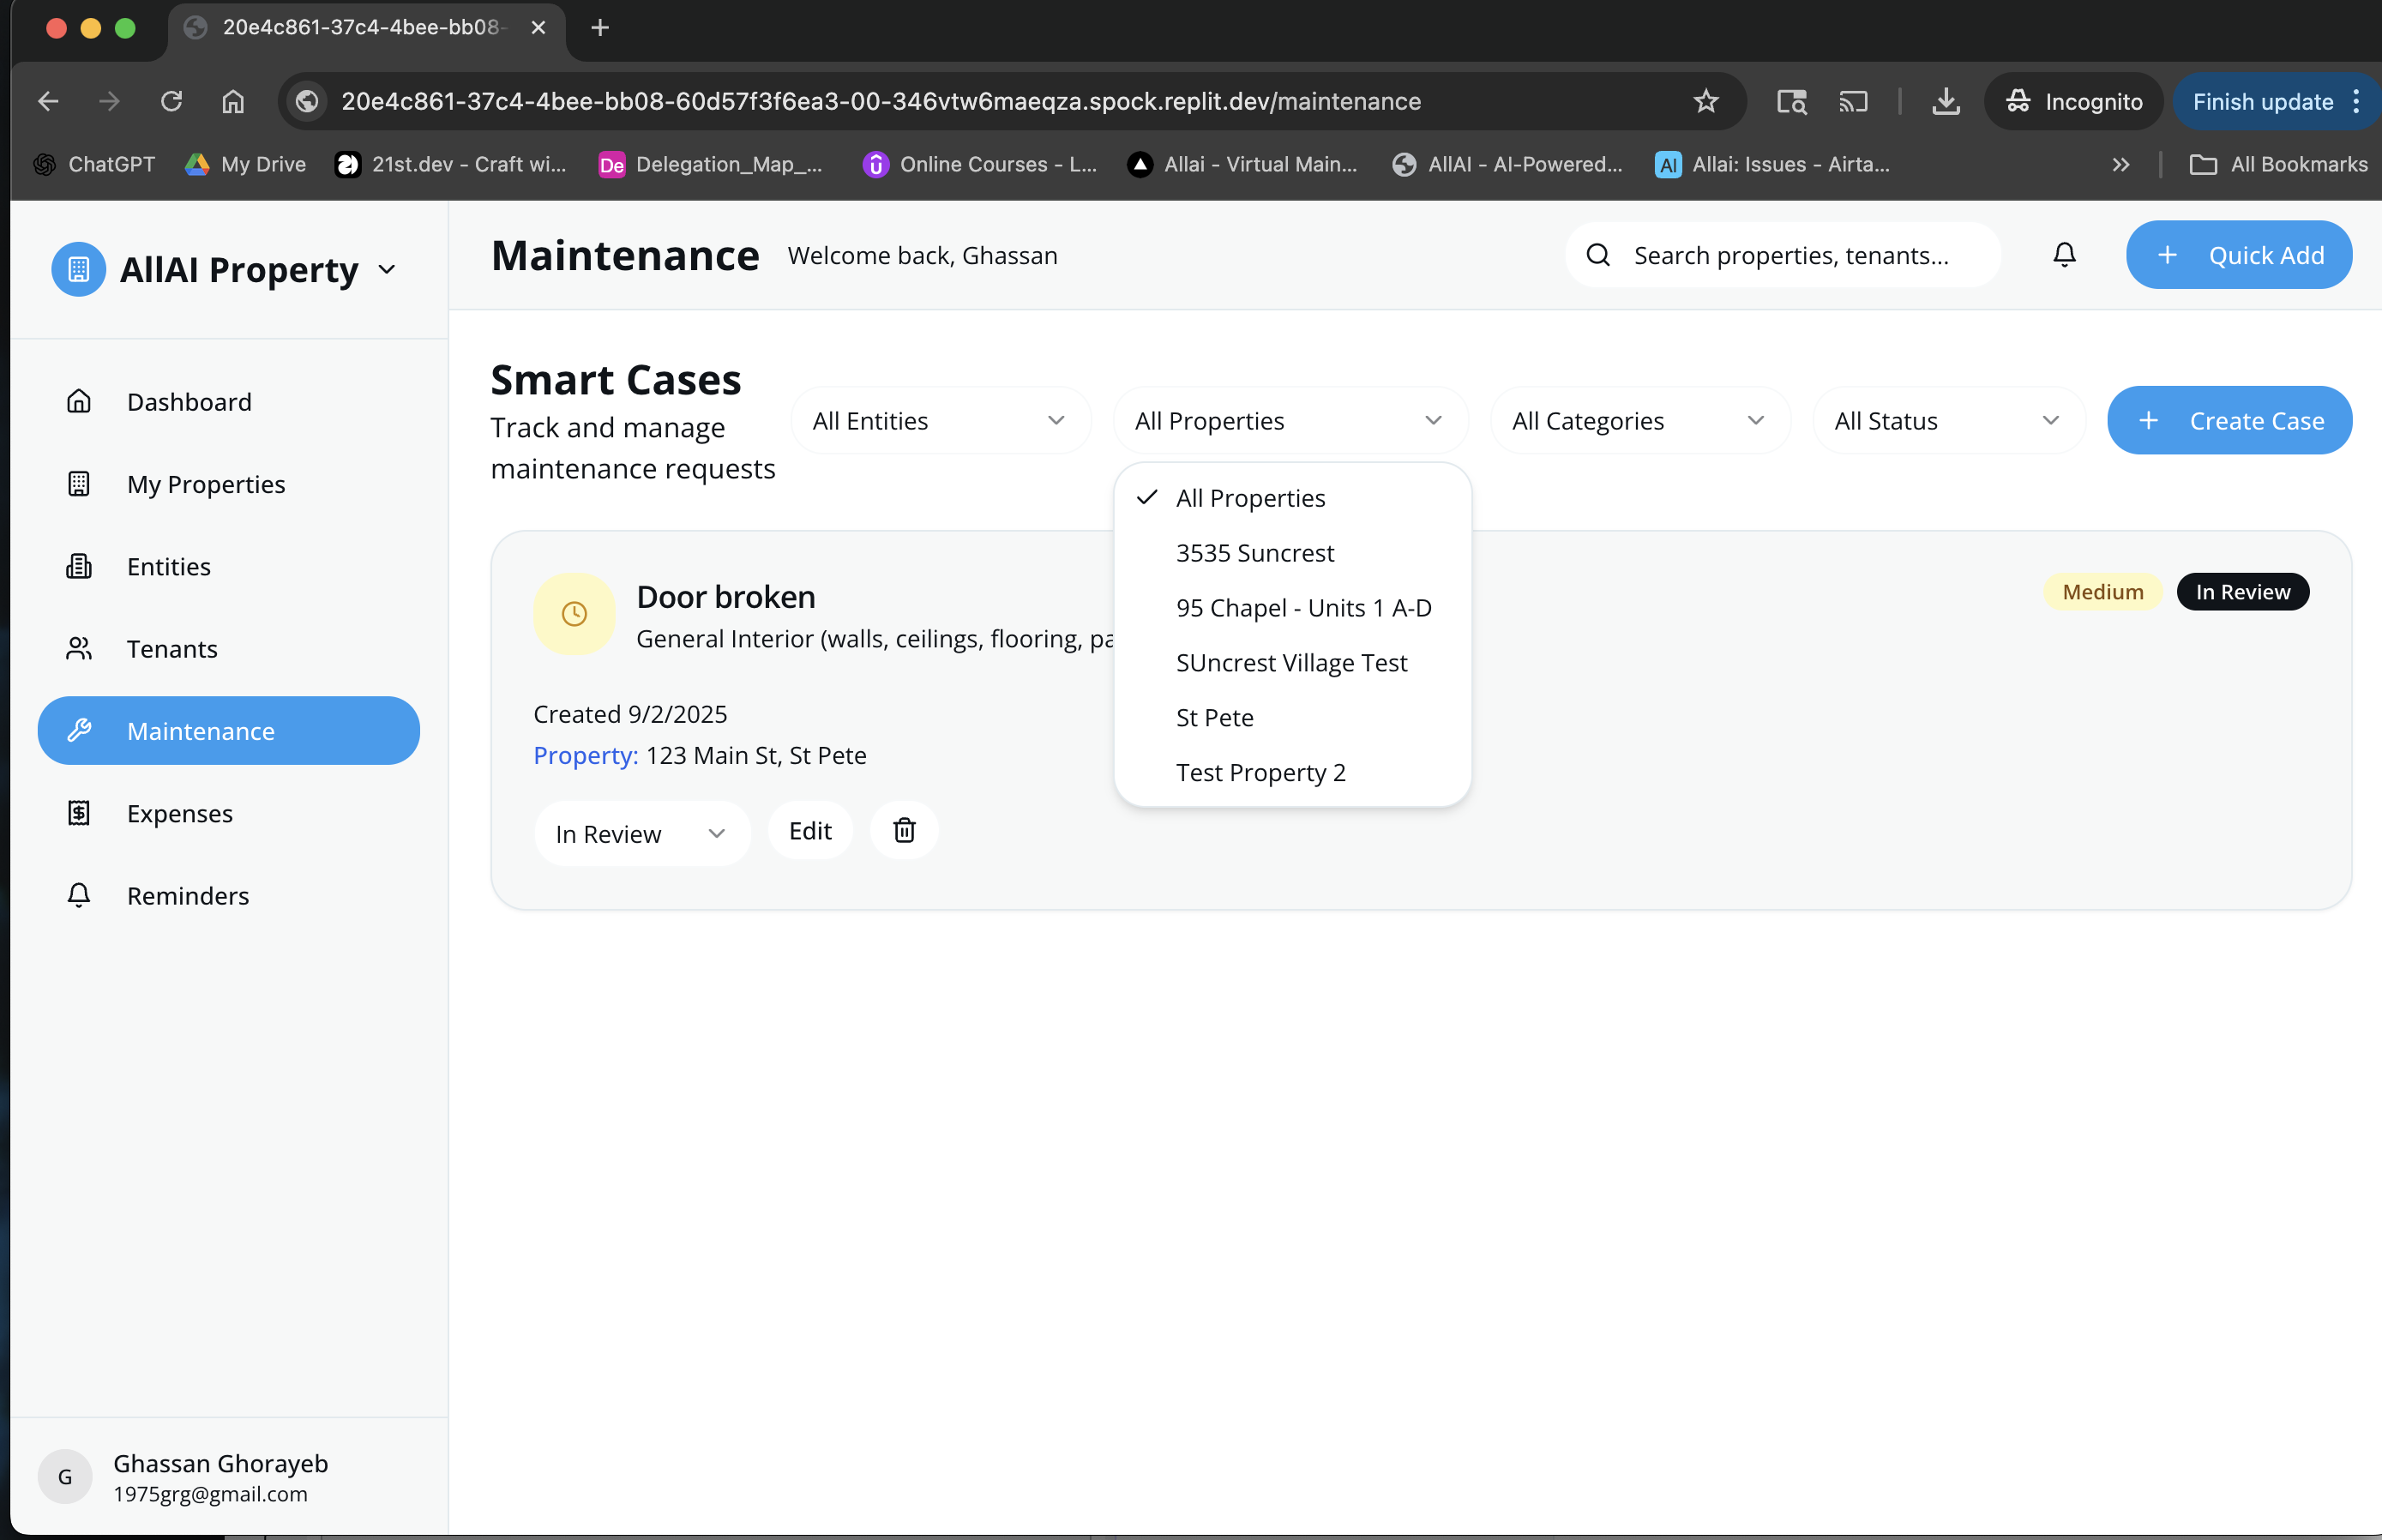 20e4c861-37c4-4bee-bb08-
20e4c861-37c4-4bee-bb08-60d57f3f6ea3-00-346vtw6maeqza.spock.replit.dev/maintenance
Incognito
Finish update
ChatGPT
My Drive
21st.dev - Craft wi...
De Delegation_Map_...
Online Courses - L...
Allai - Virtual Main...
AllAI - AI-Powered...
AI Allai: Issues - Airta...
All Bookmarks
AllAI Property
Maintenance
Welcome back, Ghassan
Search properties, tenants...
Quick Add
Dashboard
My Properties
Entities
Tenants
Maintenance
Expenses
Reminders
Smart Cases
Track and manage
maintenance requests
All Entities
All Properties
All Categories
All Status
Create Case
All Properties
3535 Suncrest
95 Chapel - Units 1 A-D
SUncrest Village Test
St Pete
Test Property 2
Door broken
General Interior (walls, ceilings, flooring, pa
Medium
In Review
Created 9/2/2025
Property: 123 Main St, St Pete
In Review
Edit
G
Ghassan Ghorayeb
1975grg@gmail.com